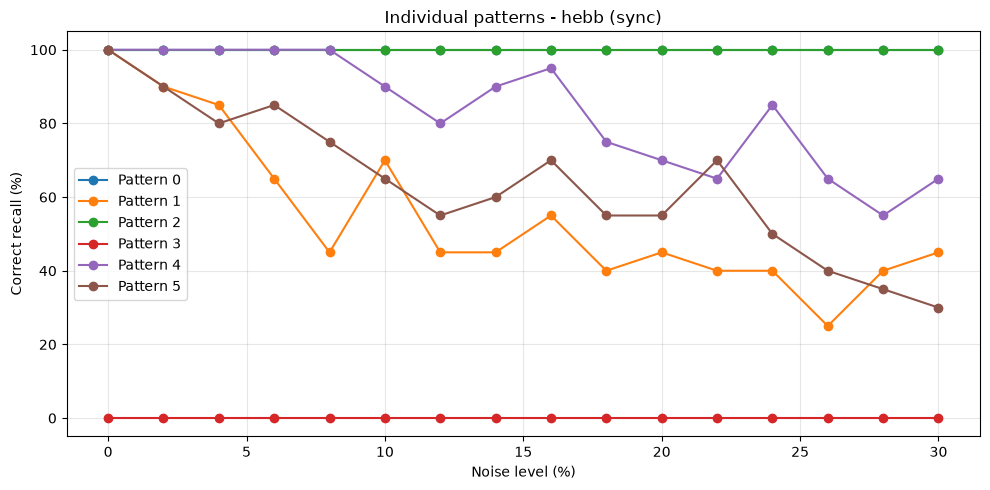 Individual patterns - hebb (sync)
Correct recall (%)
100
80
60
40
20
0
Pattern 0
Pattern 1
Pattern 2
Pattern 3
Pattern 4
Pattern 5
0 5 10 15 20 25 30
Noise level (%)